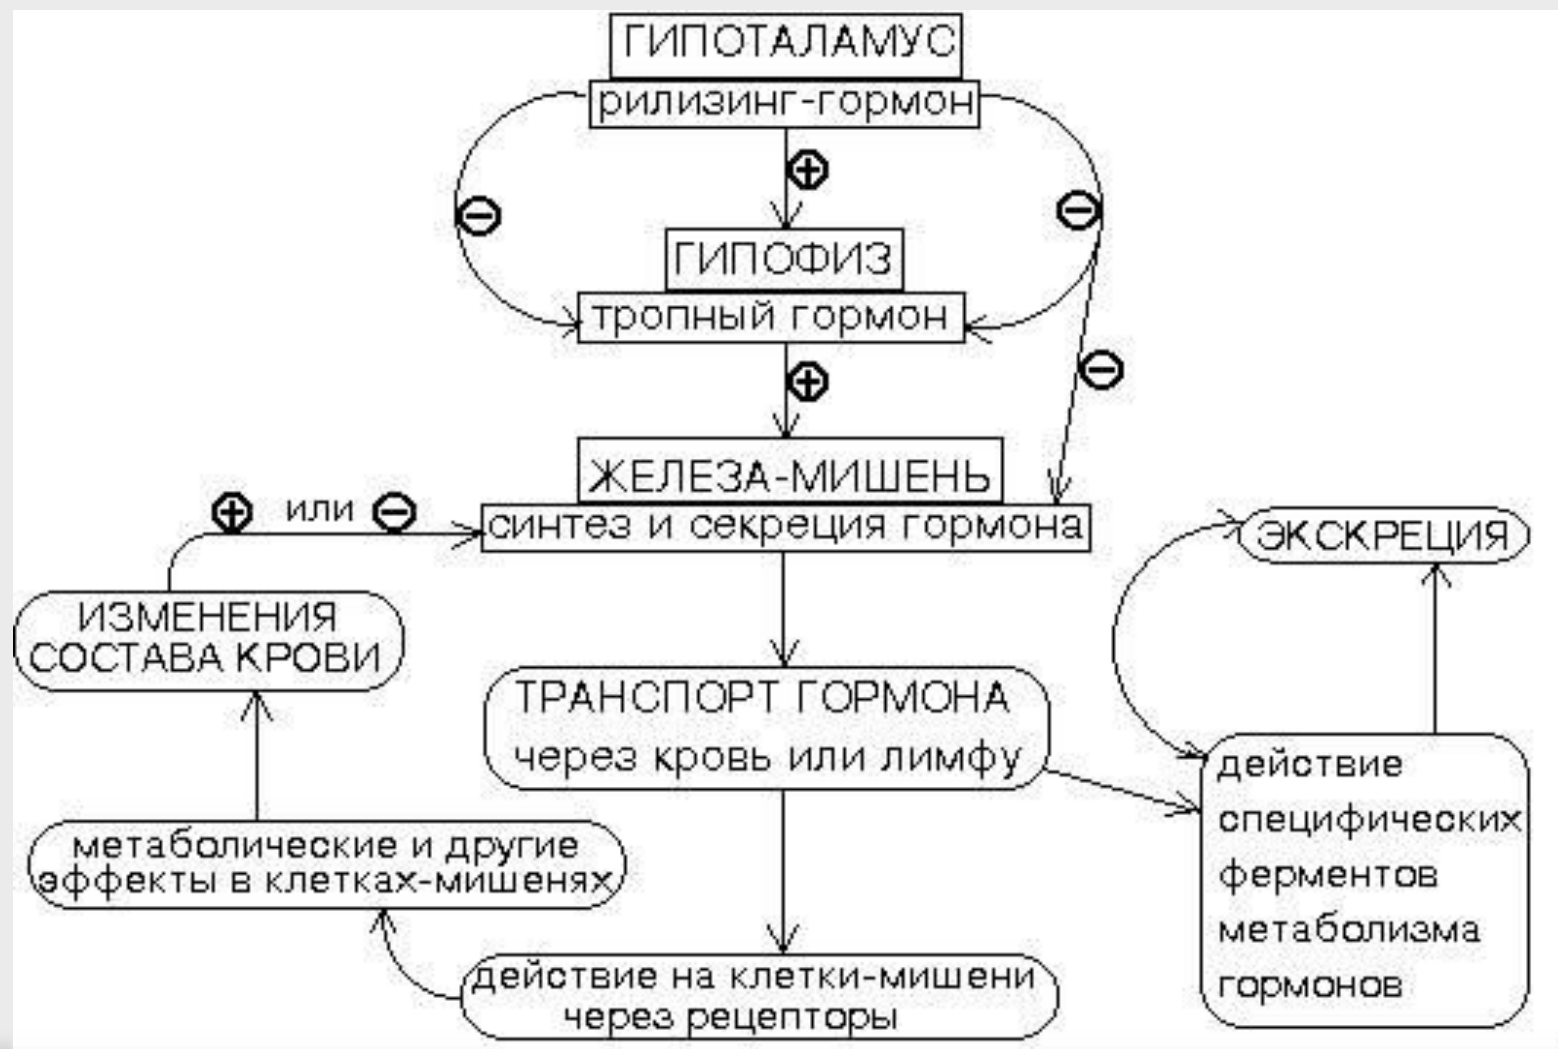 ГИПОТАЛАМУС
рилизинг-гормон
ГИПОФИЗ
тропный гормон
ЖЕЛЕЗА-МИШЕНЬ
синтез и секреция гормона
или
ИЗМЕНЕНИЯ
СОСТАВА КРОВИ
ЭКСКРЕЦИЯ
ТРАНСПОРТ ГОРМОНА
через кровь или лимфу
действие
специфических
ферментов
метаболизма
гормонов
метаболические и другие
эффекты в клетках-мишенях
действие на клетки-мишени
через рецепторы